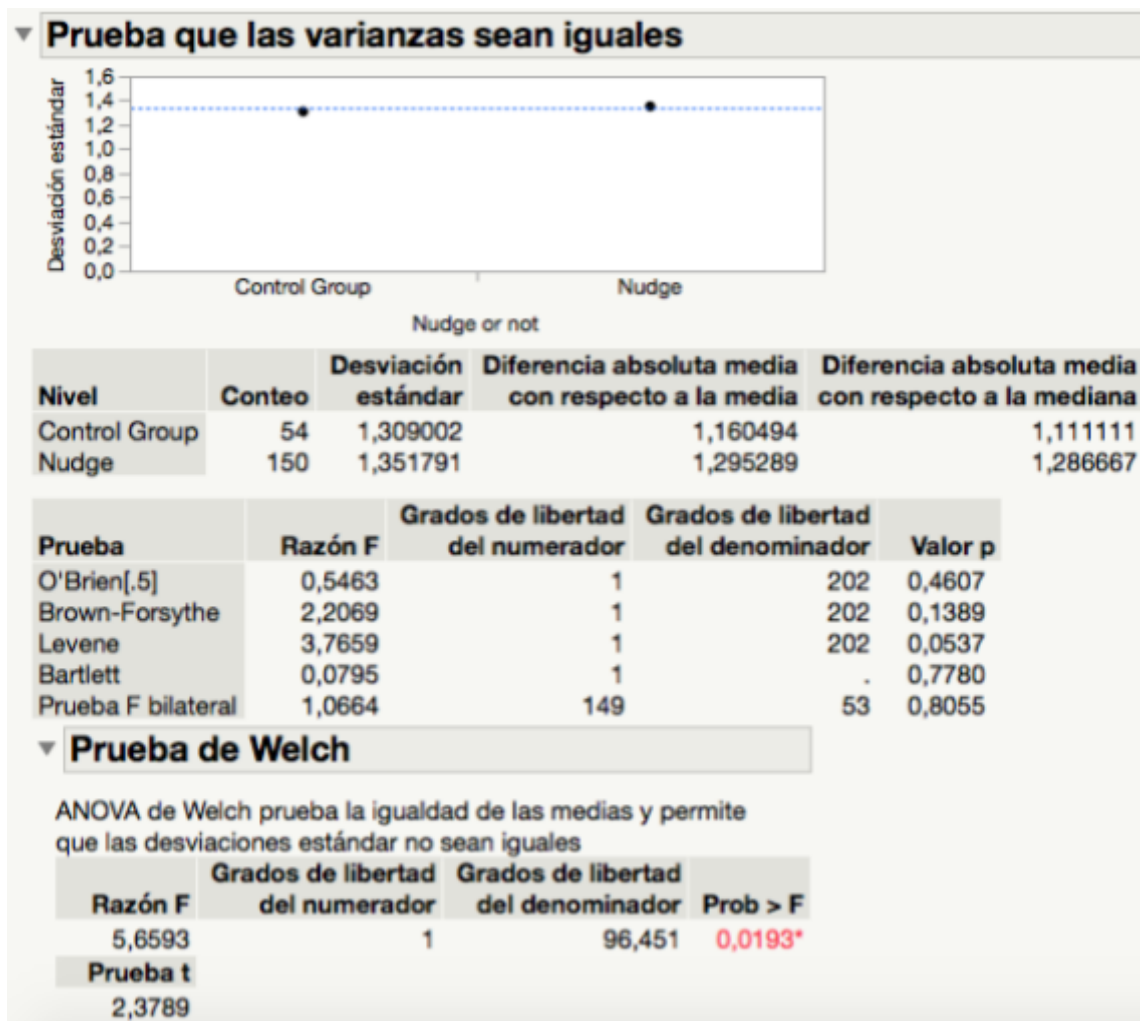 Prueba que las varianzas sean iguales
Desviación estándar
1,6
1,4
1,2
1,0
0,8
0,6
0,4
0,2
0,0
Control Group Nudge
Nudge or not
Desviación Diferencia absoluta media Diferencia absoluta media
Nivel Conteo estándar con respecto a la media con respecto a la mediana
Control Group 54 1,309002 1,160494 1,111111
Nudge 150 1,351791 1,295289 1,286667
Grados de libertad Grados de libertad
Prueba Razón F del numerador del denominador Valor p
O'Brien[.5] 0,5463 1 202 0,4607
Brown-Forsythe 2,2069 1 202 0,1389
Levene 3,7659 1 202 0,0537
Bartlett 0,0795 1 . 0,7780
Prueba F bilateral 1,0664 149 53 0,8055
Prueba de Welch
ANOVA de Welch prueba la igualdad de las medias y permite
que las desviaciones estándar no sean iguales
Grados de libertad Grados de libertad
Razón F del numerador del denominador Prob > F
5,6593 1 96,451 0,0193*
Prueba t
2,3789